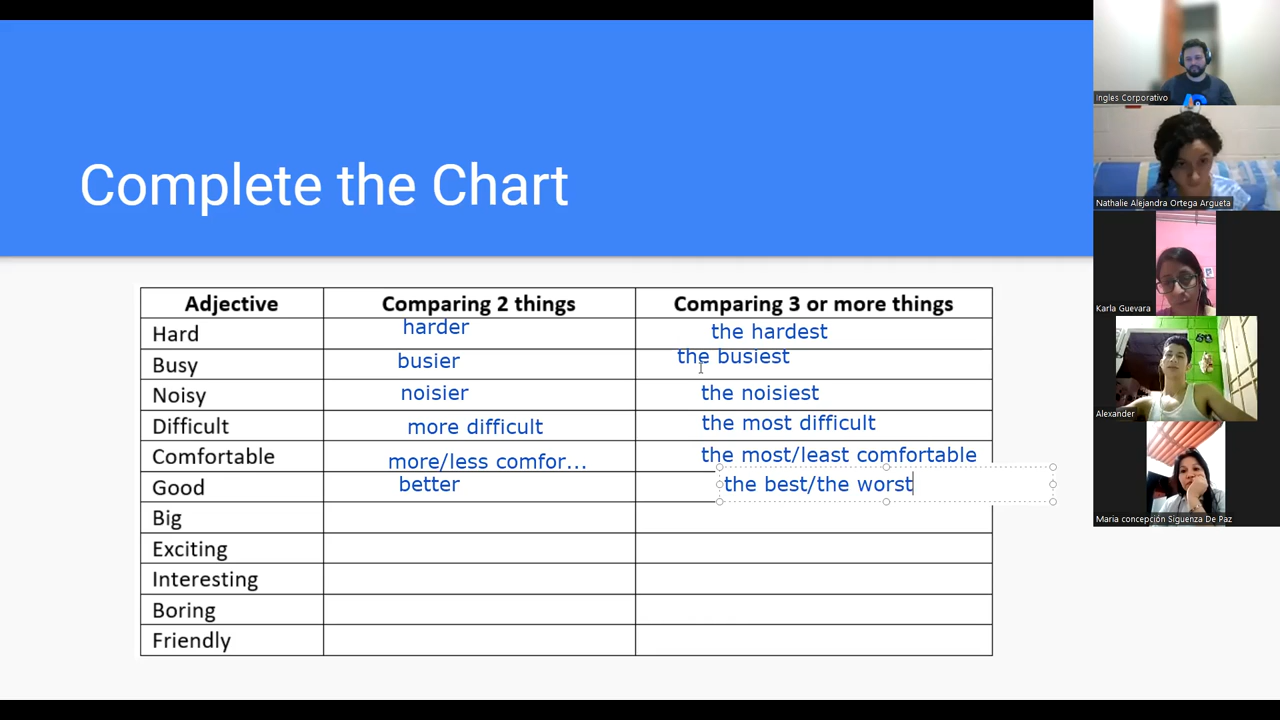 Complete the Chart
Adjective Comparing 2 things Comparing 3 or more things
Hard harder the hardest
Busy busier the busiest
Noisy noisier the noisiest
Difficult more difficult the most difficult
Comfortable more/less comfor... the most/least comfortable
Good better the best/the worst
Big
Exciting
Interesting
Boring
Friendly
Ingles Corporativo
Nathalie Alejandra Ortega Argueta
Karla Guevara
Alexander
Maria concepción Siguenza De Paz